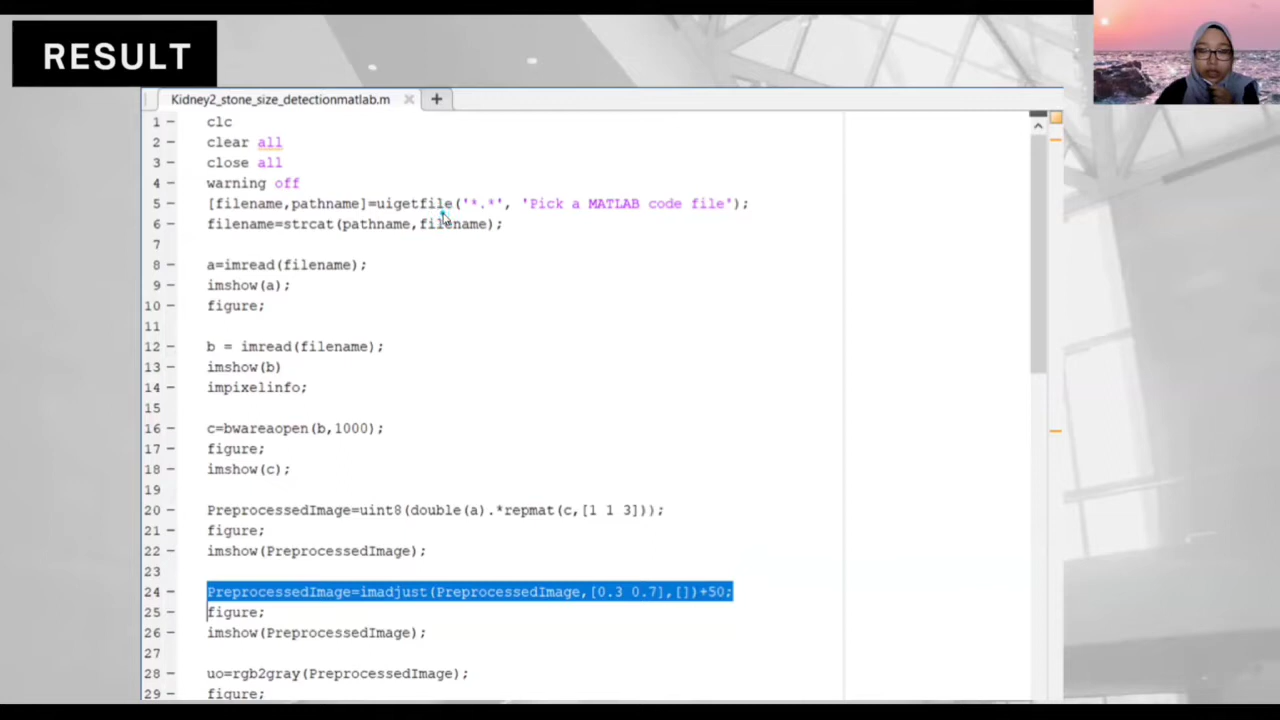 RESULT
Kidney2_stone_size_detectionmatlab.m
1 clc
2 clear all
3 close all
4 warning off
5 [filename,pathname]=uigetfile('*.*', 'Pick a MATLAB code file');
6 filename=strcat(pathname,filename);
7
8 a=imread(filename);
9 imshow(a);
10 figure;
11
12 b = imread(filename);
13 imshow(b)
14 impixelinfo;
15
16 c=bwareaopen(b,1000);
17 figure;
18 imshow(c);
19
20 PreprocessedImage=uint8(double(a).*repmat(c,[1 1 3]));
21 figure;
22 imshow(PreprocessedImage);
23
24 PreprocessedImage=imadjust(PreprocessedImage,[0.3 0.7],[])+50;
25 figure;
26 imshow(PreprocessedImage);
27
28 uo=rgb2gray(PreprocessedImage);
29 figure;